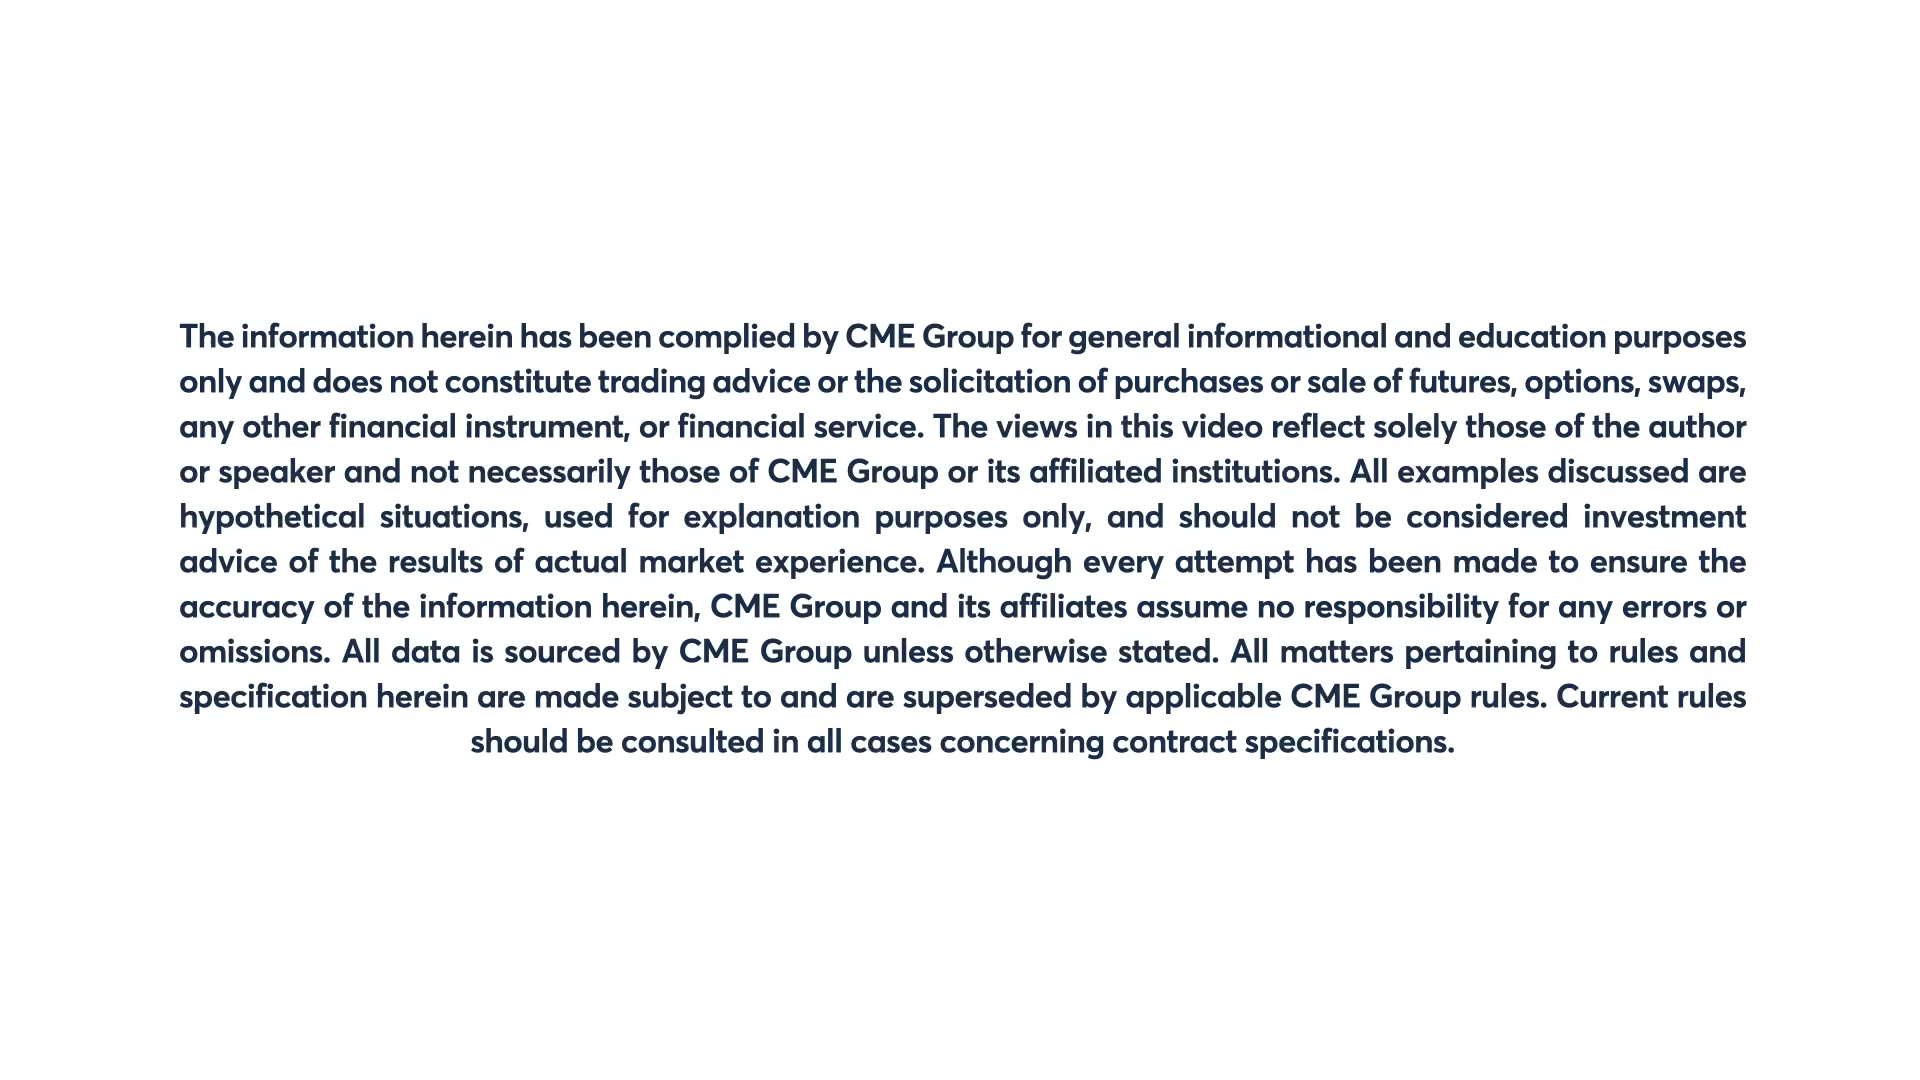 The information herein has been complied by CME Group for general informational and education purposes
only and does not constitute trading advice or the solicitation of purchases or sale of futures, options, swaps,
any other financial instrument, or financial service. The views in this video reflect solely those of the author
or speaker and not necessarily those of CME Group or its affiliated institutions. All examples discussed are
hypothetical situations, used for explanation purposes only, and should not be considered investment
advice of the results of actual market experience. Although every attempt has been made to ensure the
accuracy of the information herein, CME Group and its affiliates assume no responsibility for any errors or
omissions. All data is sourced by CME Group unless otherwise stated. All matters pertaining to rules and
specification herein are made subject to and are superseded by applicable CME Group rules. Current rules
should be consulted in all cases concerning contract specifications.